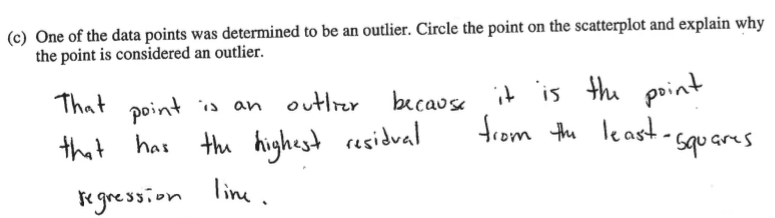 (c) One of the data points was determined to be an outlier. Circle the point on the scatterplot and explain why
the point is considered an outlier.
That point is an outlier because it is the point
that has the highest residual from the least-squares
regression line.